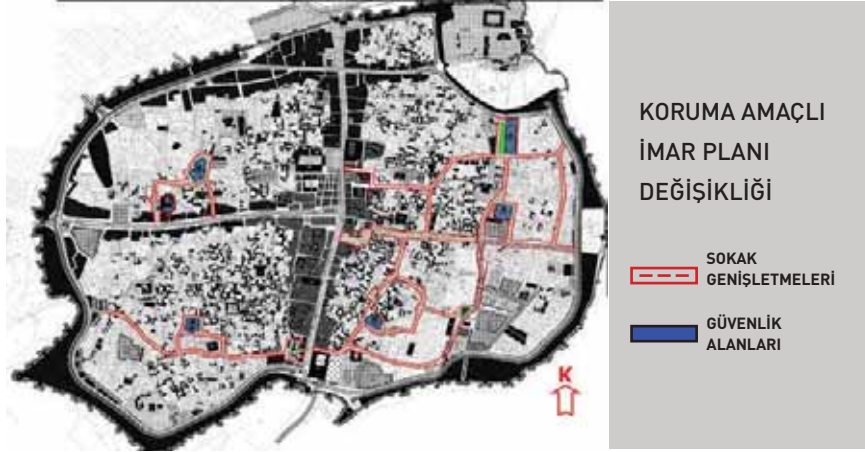 KORUMA AMAÇLI
İMAR PLANI
DEĞİŞİKLİĞİ
SOKAK
GENİŞLETMELERİ
GÜVENLİK
ALANLARI
K